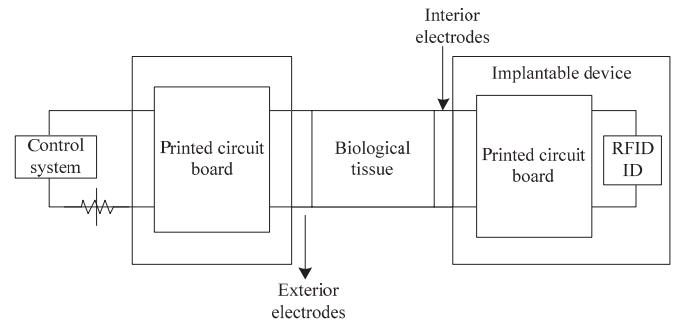 Interior
electrodes
Implantable device
Control
system
Printed circuit
board
Biological
tissue
Printed circuit
board
RFID
ID
Exterior
electrodes